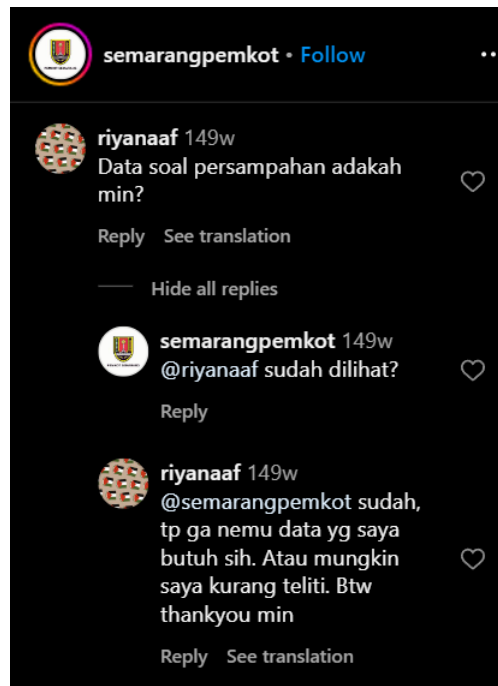 semarangpemkot • Follow
riyanaaf 149w
Data soal persampahan adakah
min?
Reply See translation
Hide all replies
semarangpemkot 149w
@riyanaaf sudah dilihat?
Reply
riyanaaf 149w
@semarangpemkot sudah,
tp ga nemu data yg saya
butuh sih. Atau mungkin
saya kurang teliti. Btw
thankyou min
Reply See translation